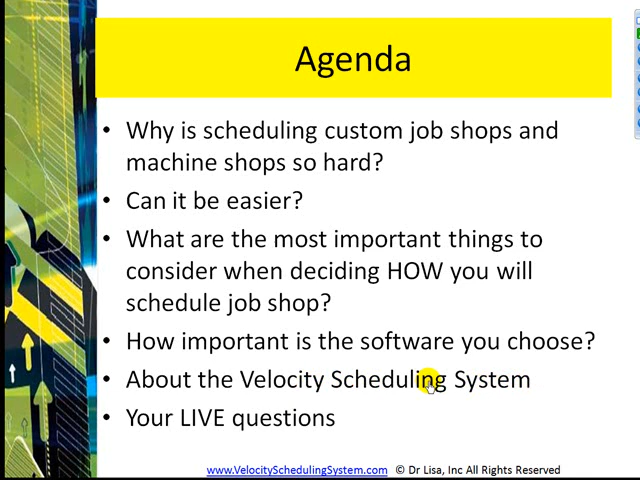 Agenda
• Why is scheduling custom job shops and
machine shops so hard?
• Can it be easier?
• What are the most important things to
consider when deciding HOW you will
schedule job shop?
• How important is the software you choose?
• About the Velocity Scheduling System
• Your LIVE questions
www.VelocitySchedulingSystem.com © Dr Lisa, Inc All Rights Reserved